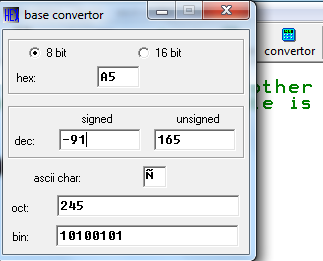 HEX base convertor
8 bit 16 bit
hex: A5
signed unsigned
dec: -91 165
ascii char: Ñ
oct: 245
bin: 10100101
convertor
other
is